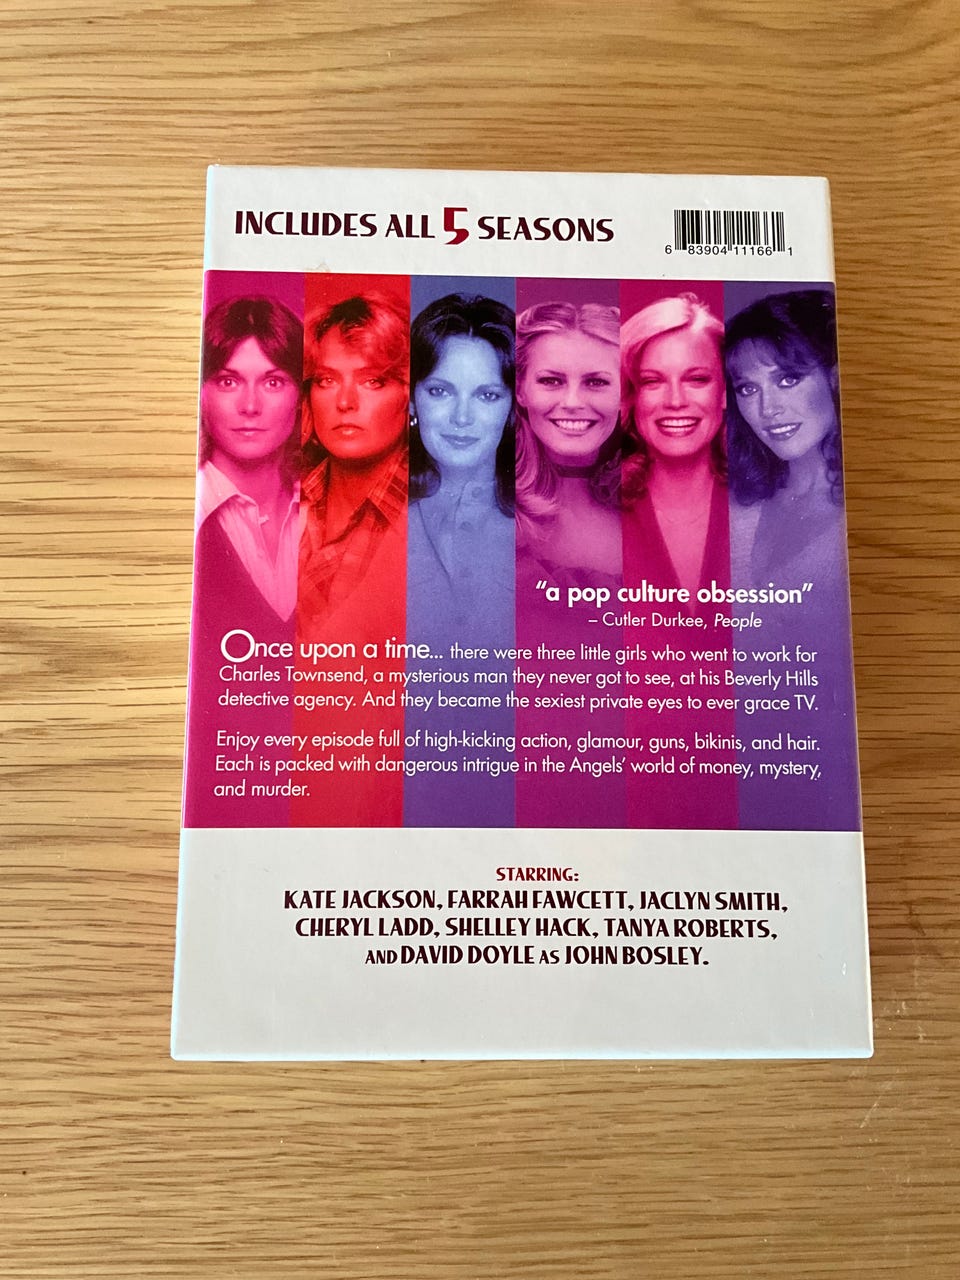 INCLUDES ALL 5 SEASONS
6 83904 11166 1
“a pop culture obsession”
– Cutler Durkee, People
Once upon a time... there were three little girls who went to work for
Charles Townsend, a mysterious man they never got to see, at his Beverly Hills
detective agency. And they became the sexiest private eyes to ever grace TV.
Enjoy every episode full of high-kicking action, glamour, guns, bikinis, and hair.
Each is packed with dangerous intrigue in the Angels’ world of money, mystery,
and murder.
STARRING:
KATE JACKSON, FARRAH FAWCETT, JACLYN SMITH,
CHERYL LADD, SHELLEY HACK, TANYA ROBERTS,
AND DAVID DOYLE AS JOHN BOSLEY.